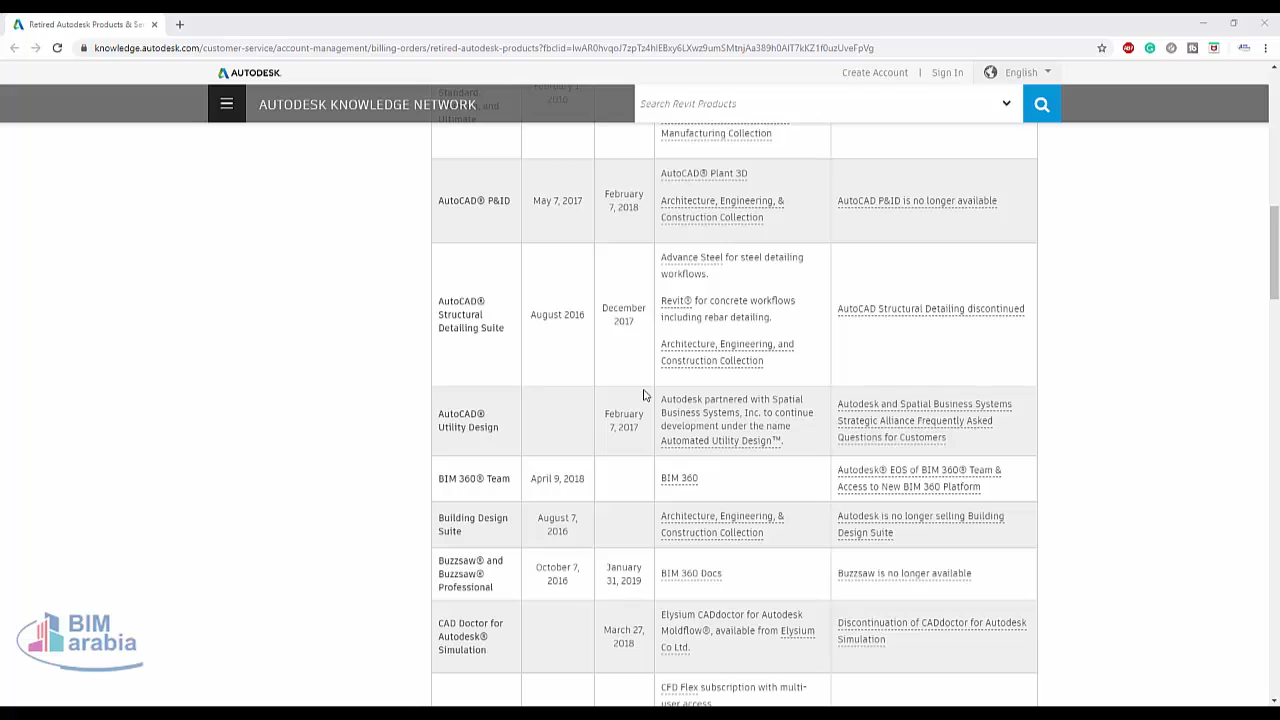 Retired Autodesk Products & Se
knowledge.autodesk.com/customer-service/account-management/billing-orders/retired-autodesk-products?fbclid=IwAR0hvqoJ7zpTz4hIEBxy6LXwz9umSMtnjAa389h0AIT7kKZ1f0uzUveFpVg
AUTODESK.
Create Account | Sign In
English
AUTODESK KNOWLEDGE NETWORK
Search Revit Products
Standard,
and
Ultimate
February 1,
2016
Manufacturing Collection
AutoCAD® P&ID
May 7, 2017
February
7, 2018
AutoCAD® Plant 3D
Architecture, Engineering, &
Construction Collection
AutoCAD P&ID is no longer available
AutoCAD®
Structural
Detailing Suite
August 2016
December
2017
Advance Steel for steel detailing
workflows.
Revit® for concrete workflows
including rebar detailing.
Architecture, Engineering, and
Construction Collection
AutoCAD Structural Detailing discontinued
AutoCAD®
Utility Design
February
7, 2017
Autodesk partnered with Spatial
Business Systems, Inc. to continue
development under the name
Automated Utility Design™.
Autodesk and Spatial Business Systems
Strategic Alliance Frequently Asked
Questions for Customers
BIM 360® Team
April 9, 2018
BIM 360
Autodesk® EOS of BIM 360® Team &
Access to New BIM 360 Platform
Building Design
Suite
August 7,
2016
Architecture, Engineering, &
Construction Collection
Autodesk is no longer selling Building
Design Suite
Buzzsaw® and
Buzzsaw®
Professional
October 7,
2016
January
31, 2019
BIM 360 Docs
Buzzsaw is no longer available
CAD Doctor for
Autodesk®
Simulation
March 27,
2018
Elysium CADdoctor for Autodesk
Moldflow®, available from Elysium
Co Ltd.
Discontinuation of CADdoctor for Autodesk
Simulation
CFD Flex subscription with multi-
user access
BIM
arabia